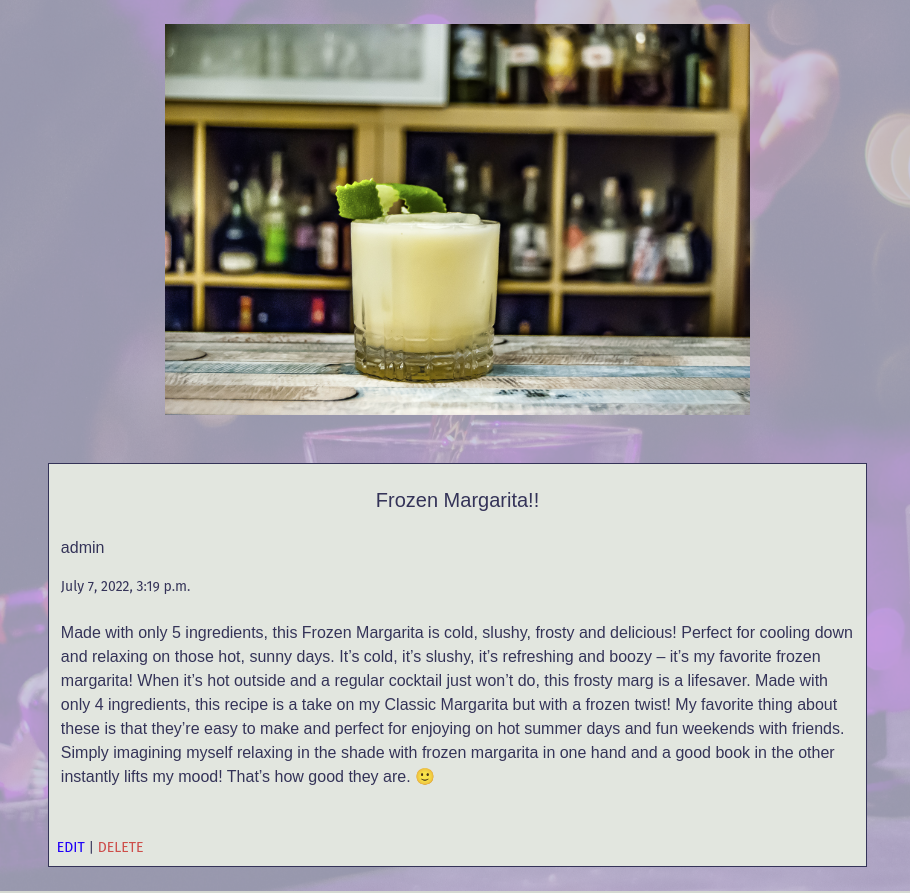 Frozen Margarita!!
admin
July 7, 2022, 3:19 p.m.
Made with only 5 ingredients, this Frozen Margarita is cold, slushy, frosty and delicious! Perfect for cooling down
and relaxing on those hot, sunny days. It’s cold, it’s slushy, it’s refreshing and boozy – it’s my favorite frozen
margarita! When it’s hot outside and a regular cocktail just won’t do, this frosty marg is a lifesaver. Made with
only 4 ingredients, this recipe is a take on my Classic Margarita but with a frozen twist! My favorite thing about
these is that they’re easy to make and perfect for enjoying on hot summer days and fun weekends with friends.
Simply imagining myself relaxing in the shade with frozen margarita in one hand and a good book in the other
instantly lifts my mood! That’s how good they are. 🙂
EDIT | DELETE